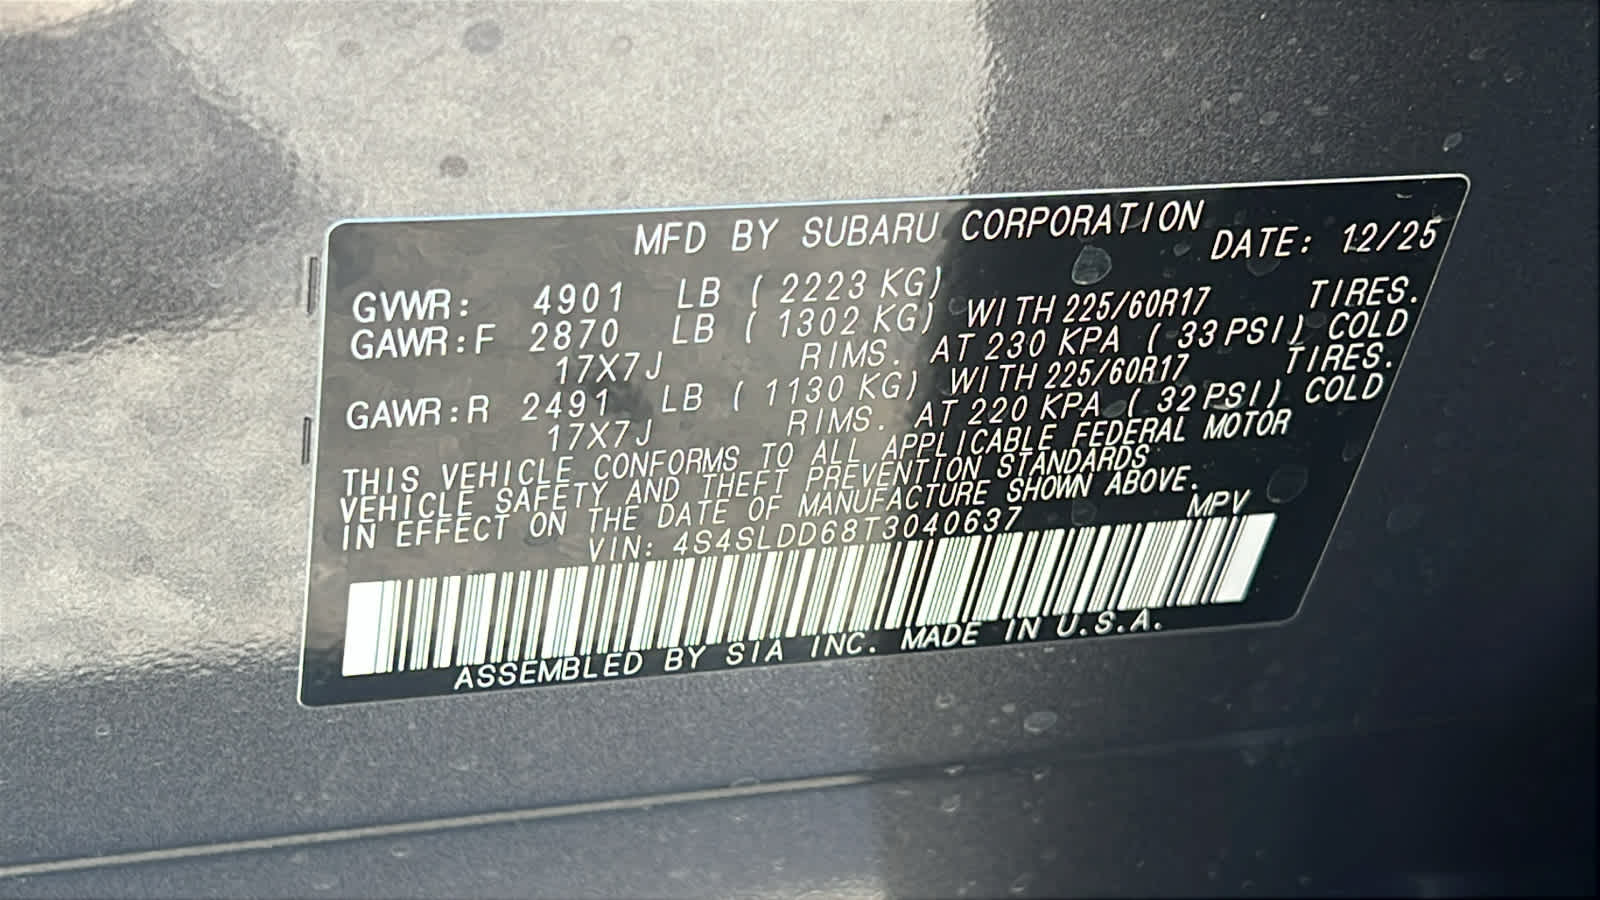 MFD BY SUBARU CORPORATION
DATE: 12/25
GVWR: 4901 LB ( 2223 KG)
GAWR:F 2870 LB ( 1302 KG) WITH 225/60R17 TIRES.
17X7J RIMS. AT 230 KPA ( 33 PSI) COLD
GAWR:R 2491 LB ( 1130 KG) WITH 225/60R17 TIRES.
17X7J RIMS. AT 220 KPA ( 32 PSI) COLD
THIS VEHICLE CONFORMS TO ALL APPLICABLE FEDERAL MOTOR
VEHICLE SAFETY AND THEFT PREVENTION STANDARDS
IN EFFECT ON THE DATE OF MANUFACTURE SHOWN ABOVE.
VIN: 4S4SLDD68T3040637 MPV
ASSEMBLED BY SIA INC. MADE IN U.S.A.